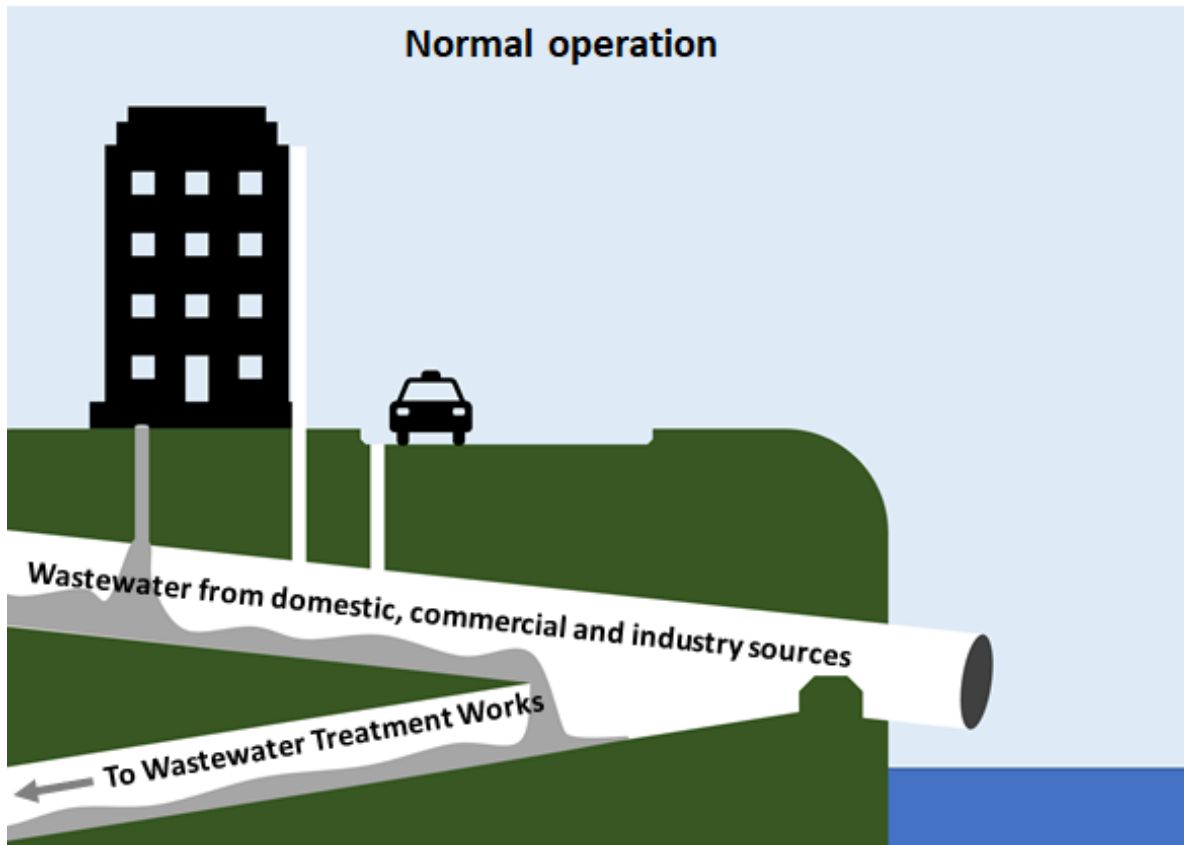 Normal operation
Wastewater from domestic, commercial and industry sources
To Wastewater Treatment Works